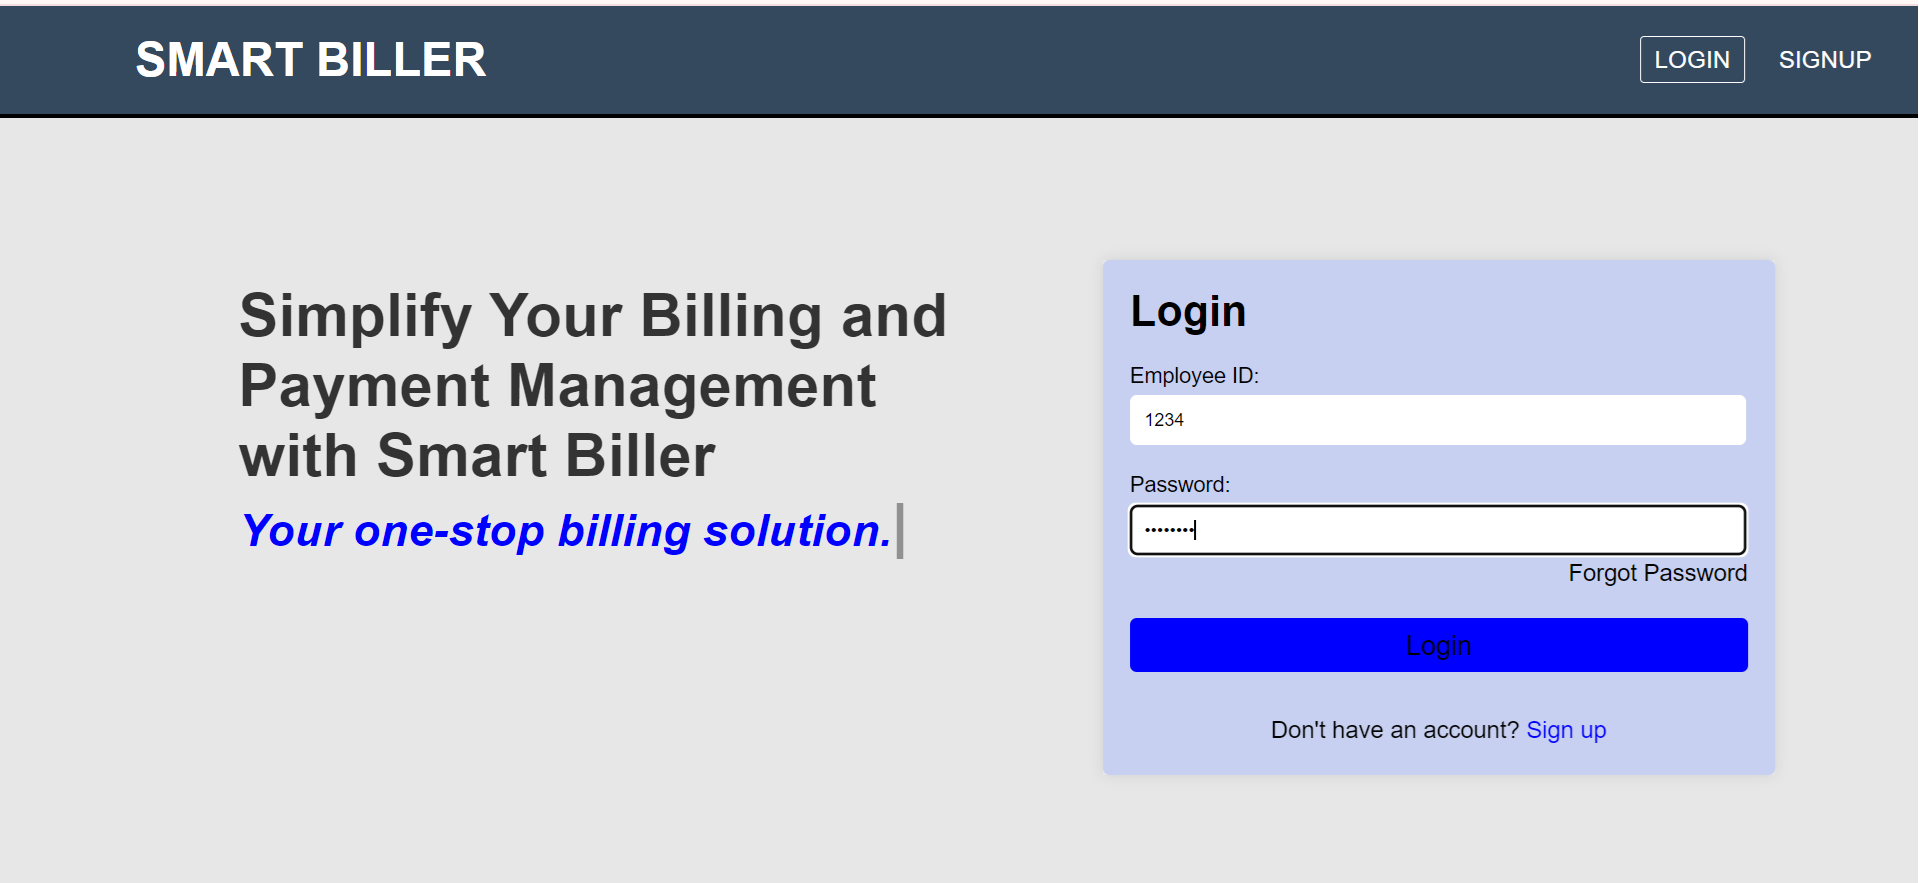 SMART BILLER
LOGIN
SIGNUP
Simplify Your Billing and
Payment Management
with Smart Biller
Your one-stop billing solution.
Login
Employee ID:
1234
Password:
••••••••
Forgot Password
Login
Don't have an account? Sign up